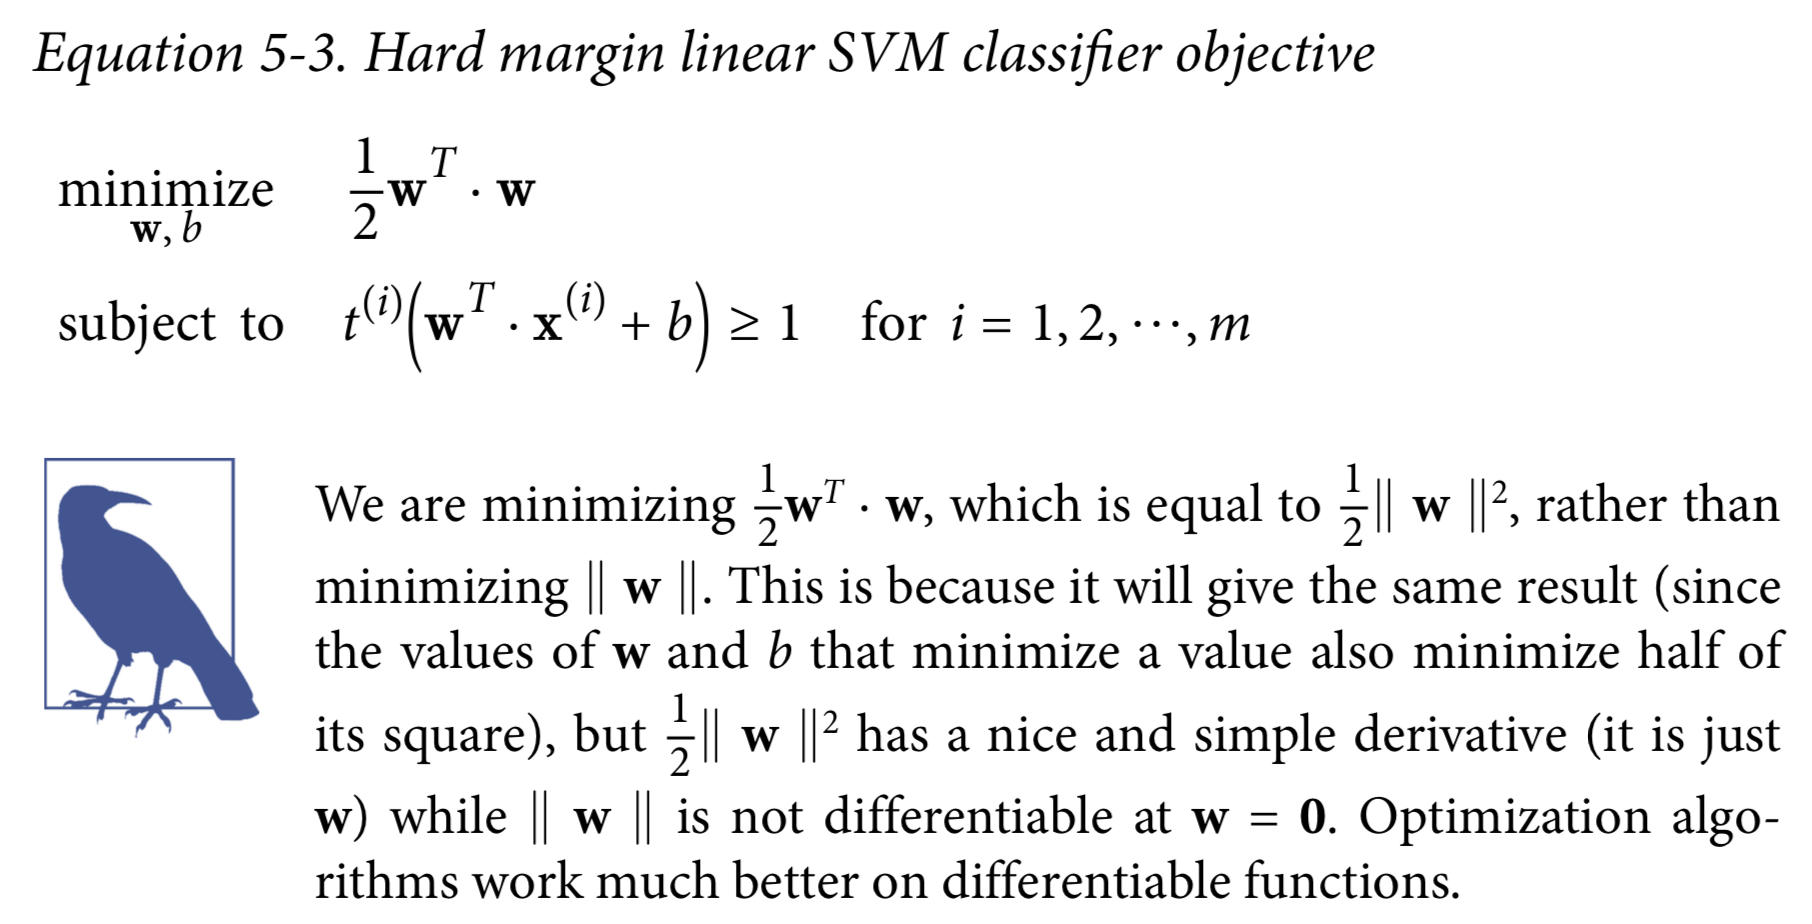 Equation 5-3. Hard margin linear SVM classifier objective
minimize 1/2 𝐰^T · 𝐰
𝐰, b
subject to t^(i)(𝐰^T · 𝐱^(i) + b) ≥ 1 for i = 1, 2, ⋯, m
We are minimizing 1/2 𝐰^T · 𝐰, which is equal to 1/2 ‖ 𝐰 ‖², rather than
minimizing ‖ 𝐰 ‖. This is because it will give the same result (since
the values of 𝐰 and b that minimize a value also minimize half of
its square), but 1/2 ‖ 𝐰 ‖² has a nice and simple derivative (it is just
𝐰) while ‖ 𝐰 ‖ is not differentiable at 𝐰 = 𝟎. Optimization algo-
rithms work much better on differentiable functions.